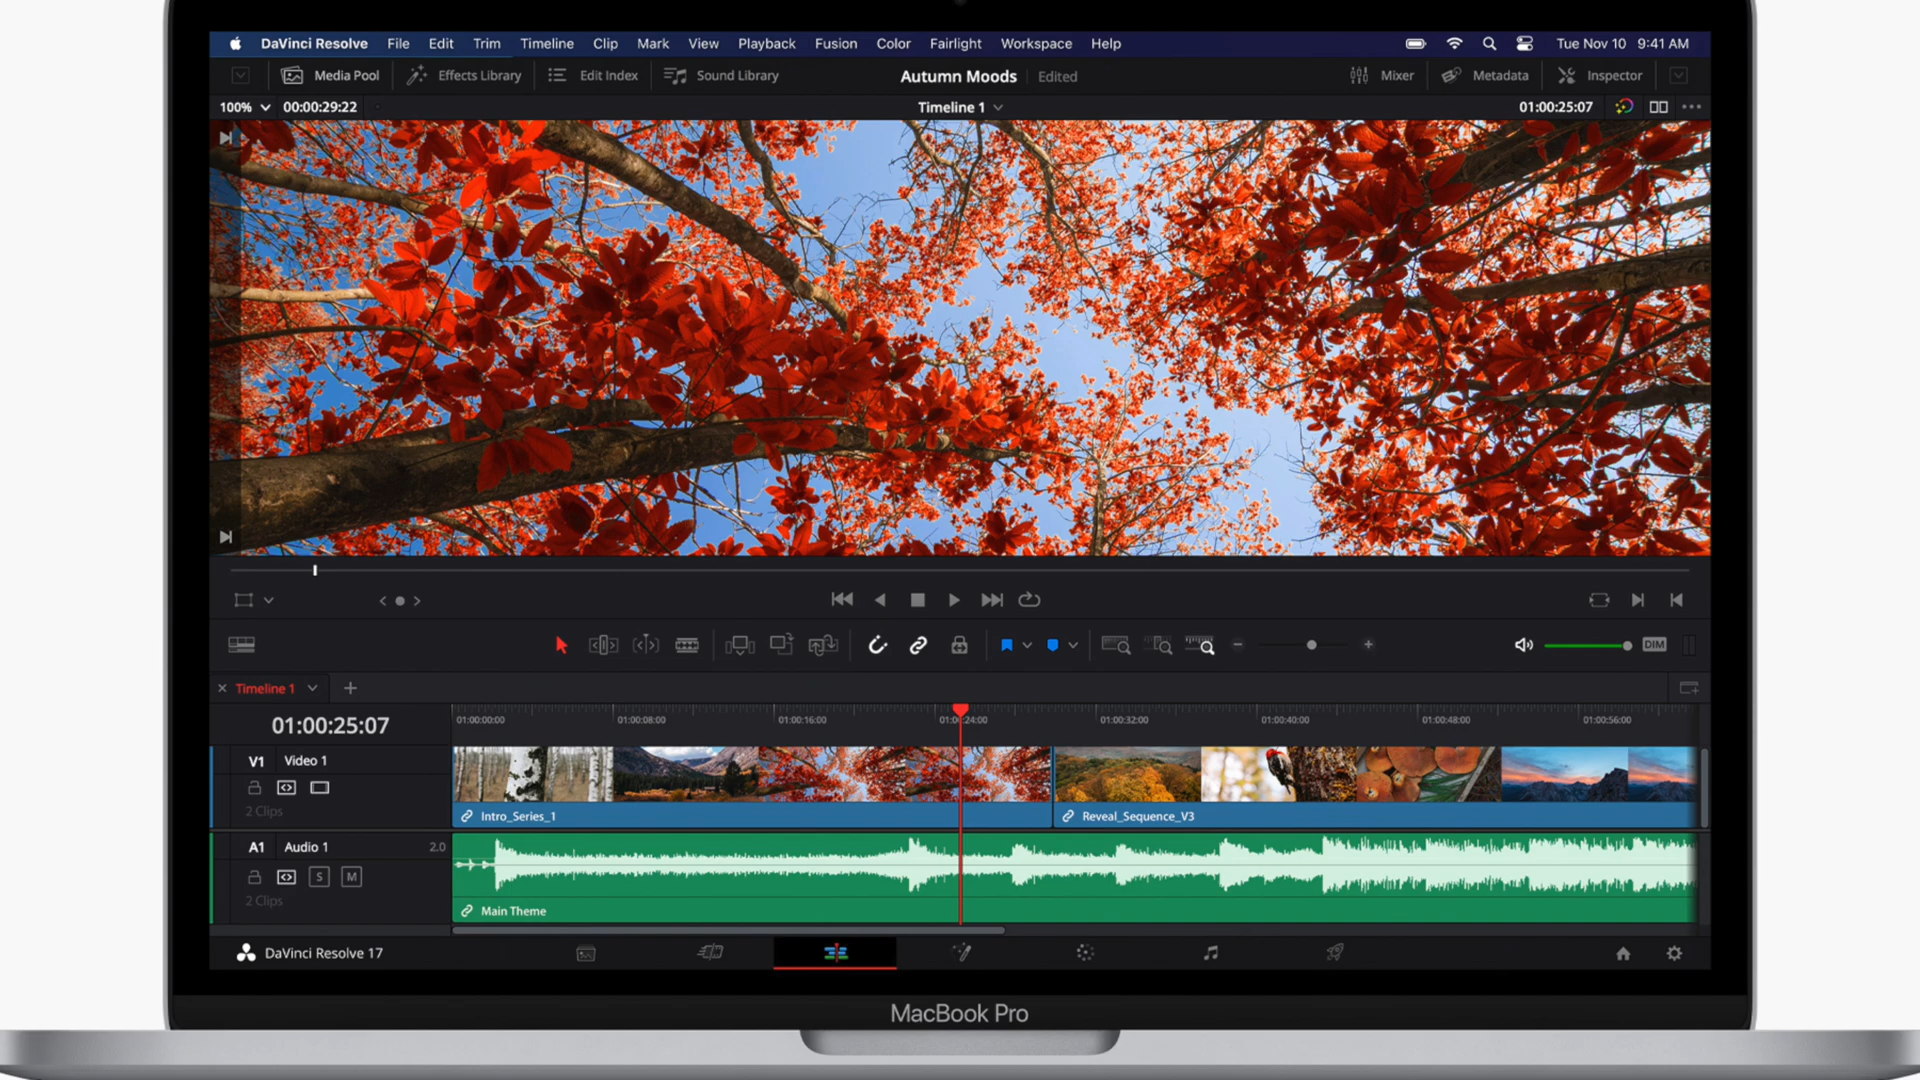 DaVinci Resolve File Edit Trim Timeline Clip Mark View Playback Fusion Color Fairlight Workspace Help Tue Nov 10 9:41 AM
Media Pool Effects Library Edit Index Sound Library Autumn Moods Edited Mixer Metadata Inspector
100% 00:00:29:22 Timeline 1 01:00:25:07
DIM
Timeline 1
01:00:25:07 01:00:00:00 01:00:08:00 01:00:16:00 01:00:24:00 01:00:32:00 01:00:40:00 01:00:48:00 01:00:56:00
V1 Video 1
2 Clips
Intro_Series_1 Reveal_Sequence_V3
A1 Audio 1 2.0
S M
2 Clips
Main Theme
DaVinci Resolve 17
MacBook Pro